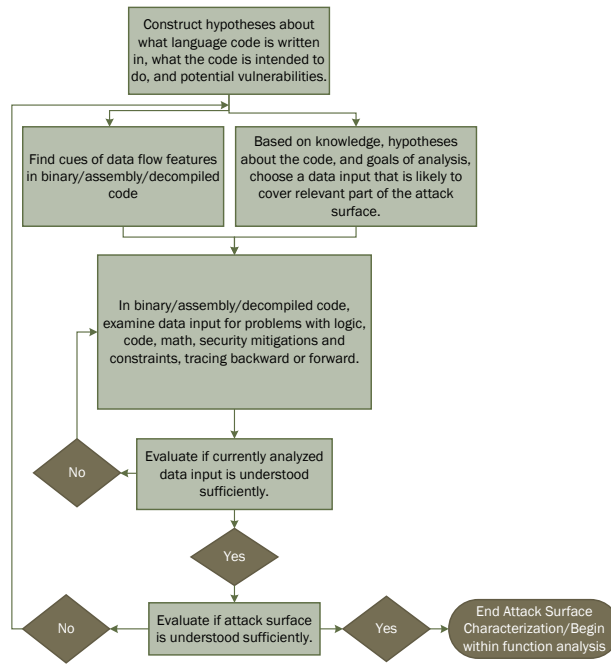 Construct hypotheses about
what language code is written
in, what the code is intended to
do, and potential vulnerabilities.
Find cues of data flow features
in binary/assembly/decompiled
code
Based on knowledge, hypotheses
about the code, and goals of analysis,
choose a data input that is likely to
cover relevant part of the attack
surface.
In binary/assembly/decompiled code,
examine data input for problems with logic,
code, math, security mitigations and
constraints, tracing backward or forward.
Evaluate if currently analyzed
data input is understood
sufficiently.
No
Yes
Evaluate if attack surface
is understood sufficiently.
No
Yes
End Attack Surface
Characterization/Begin
within function analysis